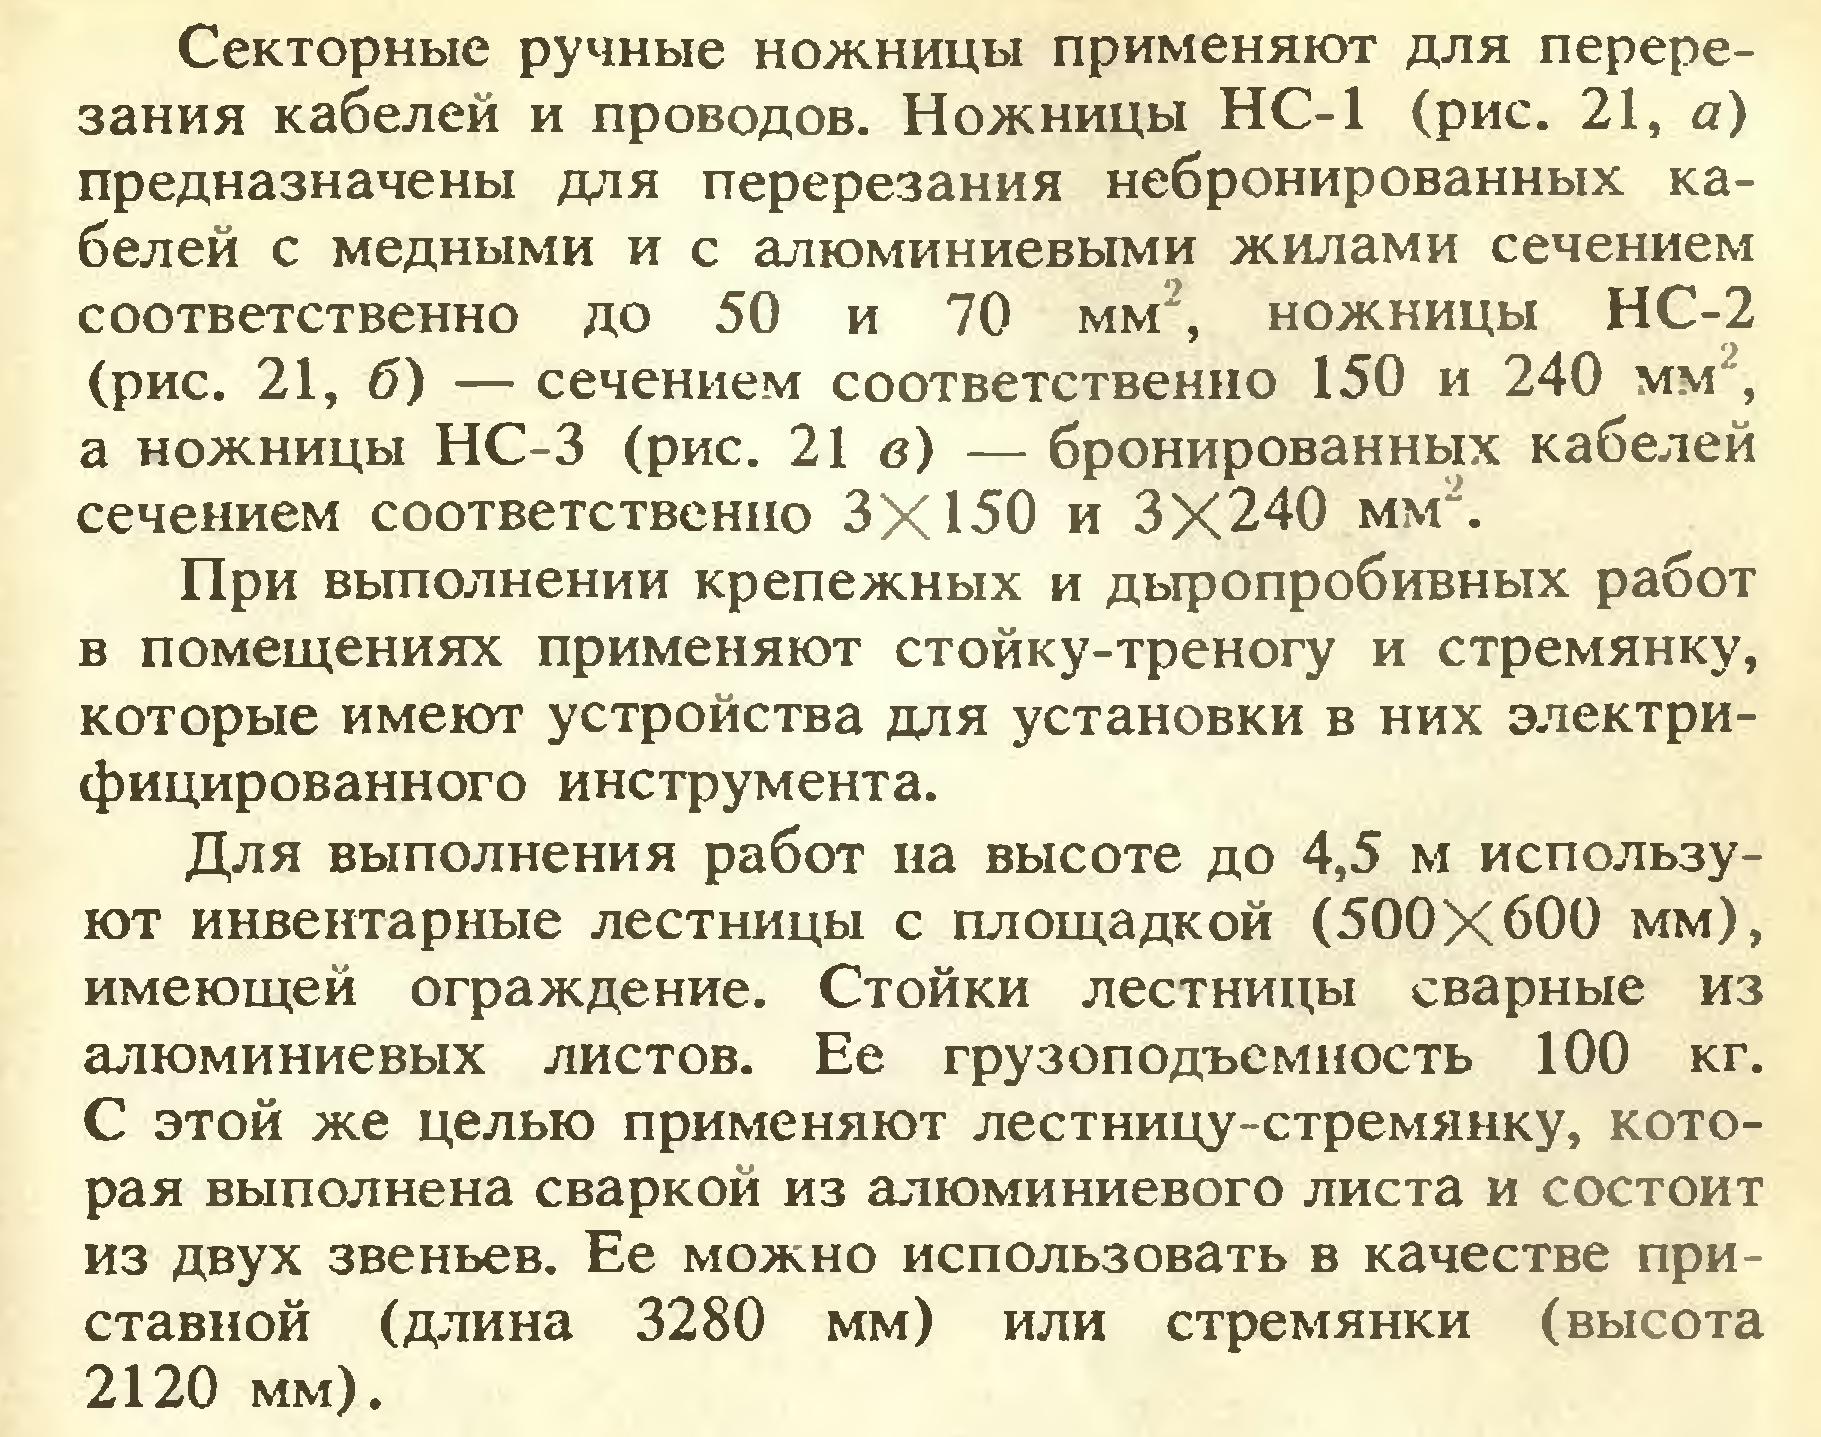 Секторные ручные ножницы применяют для перере-
зания кабелей и проводов. Ножницы НС-1 (рис. 21, а)
предназначены для перерезания небронированных ка-
белей с медными и с алюминиевыми жилами сечением
соответственно до 50 и 70 мм², ножницы НС-2
(рис. 21, б) — сечением соответственно 150 и 240 мм²,
а ножницы НС-3 (рис. 21 в) — бронированных кабелей
сечением соответственно 3×150 и 3×240 мм².
При выполнении крепежных и дыропробивных работ
в помещениях применяют стойку-треногу и стремянку,
которые имеют устройства для установки в них электри-
фицированного инструмента.
Для выполнения работ на высоте до 4,5 м использу-
ют инвентарные лестницы с площадкой (500×600 мм),
имеющей ограждение. Стойки лестницы сварные из
алюминиевых листов. Ее грузоподъемность 100 кг.
С этой же целью применяют лестницу-стремянку, кото-
рая выполнена сваркой из алюминиевого листа и состоит
из двух звеньев. Ее можно использовать в качестве при-
ставной (длина 3280 мм) или стремянки (высота
2120 мм).